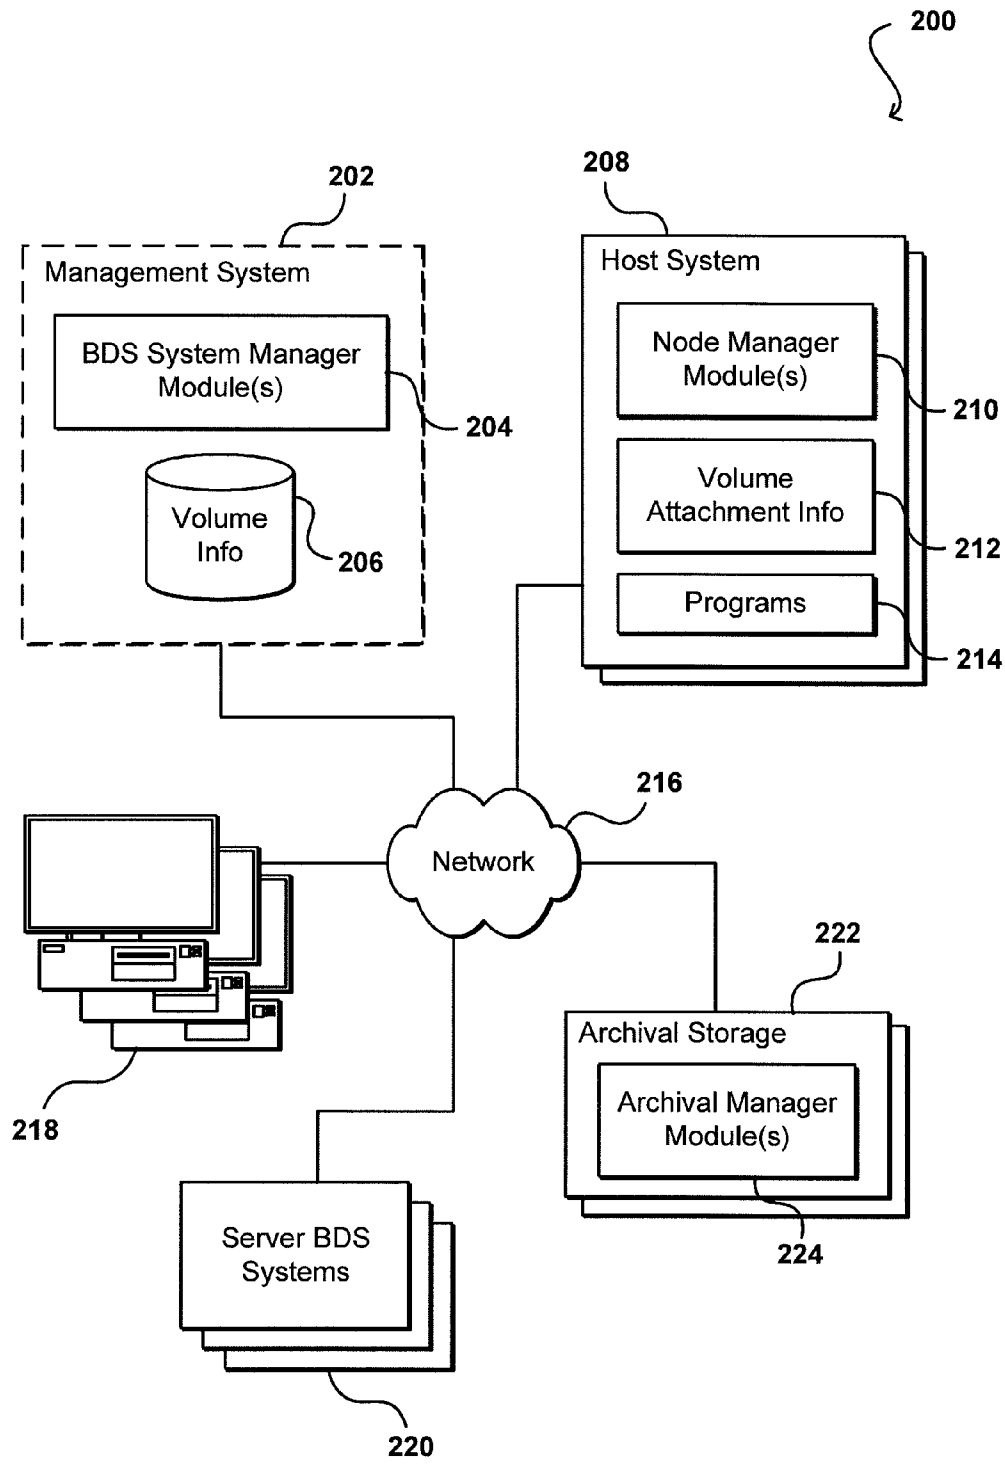 200
202
208
Management System
Host System
BDS System Manager
Module(s)
204
Node Manager
Module(s)
210
Volume
Info
206
Volume
Attachment Info
212
Programs
214
216
Network
218
222
Archival Storage
Archival Manager
Module(s)
224
Server BDS
Systems
220